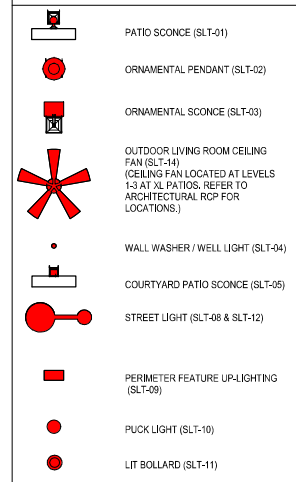 PATIO SCONCE (SLT-01)
ORNAMENTAL PENDANT (SLT-02)
ORNAMENTAL SCONCE (SLT-03)
OUTDOOR LIVING ROOM CEILING
FAN (SLT-14)
(CEILING FAN LOCATED AT LEVELS
1-3 AT XL PATIOS. REFER TO
ARCHITECTURAL RCP FOR
LOCATIONS.)
WALL WASHER / WELL LIGHT (SLT-04)
COURTYARD PATIO SCONCE (SLT-05)
STREET LIGHT (SLT-08 & SLT-12)
PERIMETER FEATURE UP-LIGHTING
(SLT-09)
PUCK LIGHT (SLT-10)
LIT BOLLARD (SLT-11)